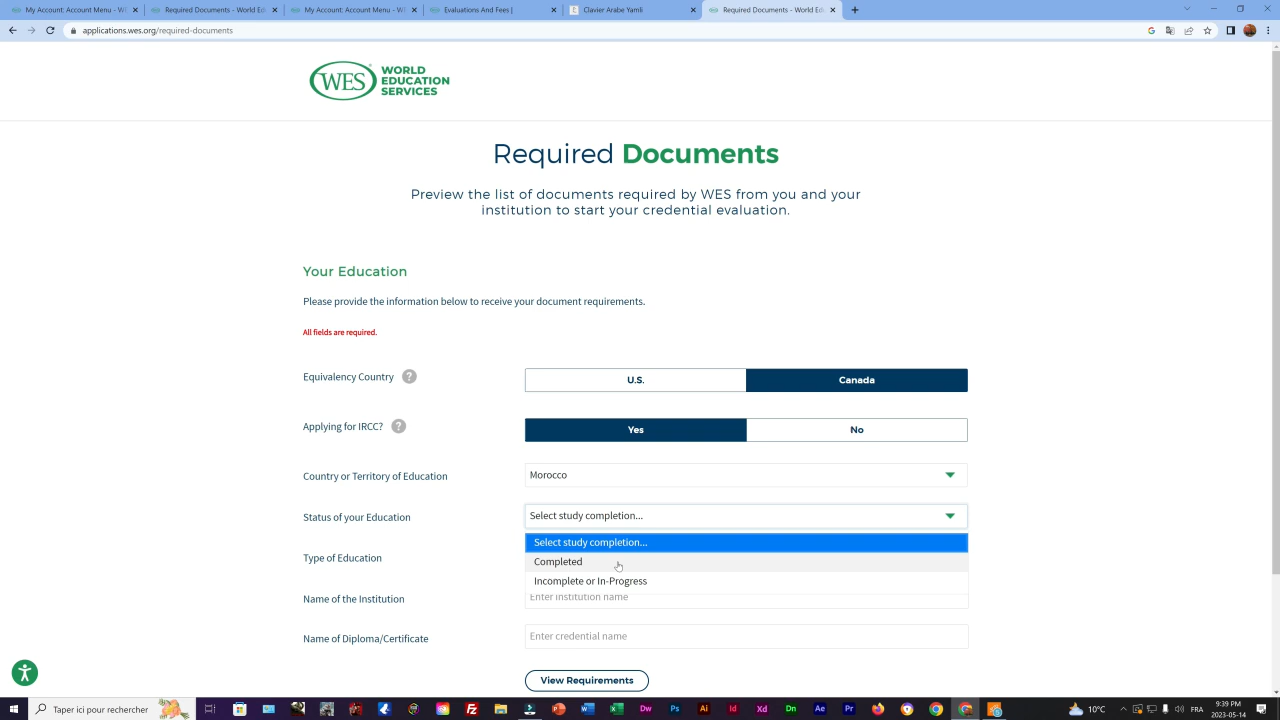 My Account: Account Menu - W
Required Documents - World Ed
My Account: Account Menu - W
Evaluations And Fees |
Clavier Arabe Yamli
Required Documents - World Edu
applications.wes.org/required-documents
WES
WORLD
EDUCATION
SERVICES
Required Documents
Preview the list of documents required by WES from you and your
institution to start your credential evaluation.
Your Education
Please provide the information below to receive your document requirements.
All fields are required.
Equivalency Country ?
U.S.
Canada
Applying for IRCC? ?
Yes
No
Country or Territory of Education
Morocco
Status of your Education
Select study completion...
Select study completion...
Type of Education
Completed
Incomplete or In-Progress
Name of the Institution
Enter institution name
Name of Diploma/Certificate
Enter credential name
View Requirements
Taper ici pour rechercher
10°C
FRA
9:39 PM
2023-05-14